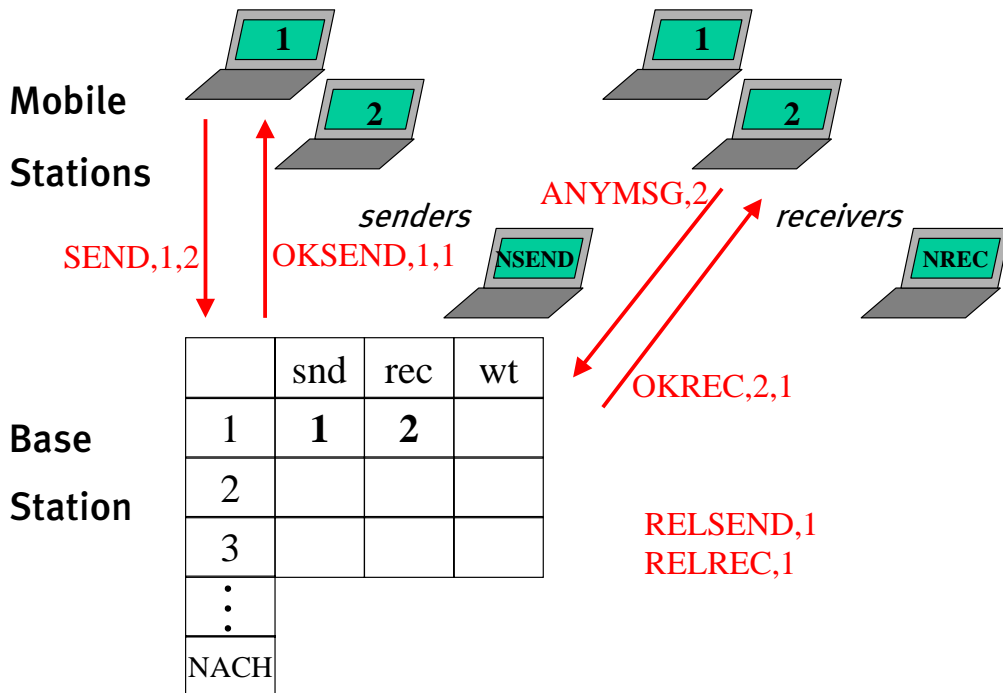 1
1
Mobile
2
2
Stations
ANYMSG,2
senders
receivers
SEND,1,2
OKSEND,1,1
NSEND
NREC
snd rec wt
OKREC,2,1
Base
1 1 2
Station
2
RELSEND,1
3
RELREC,1
⋮
NACH